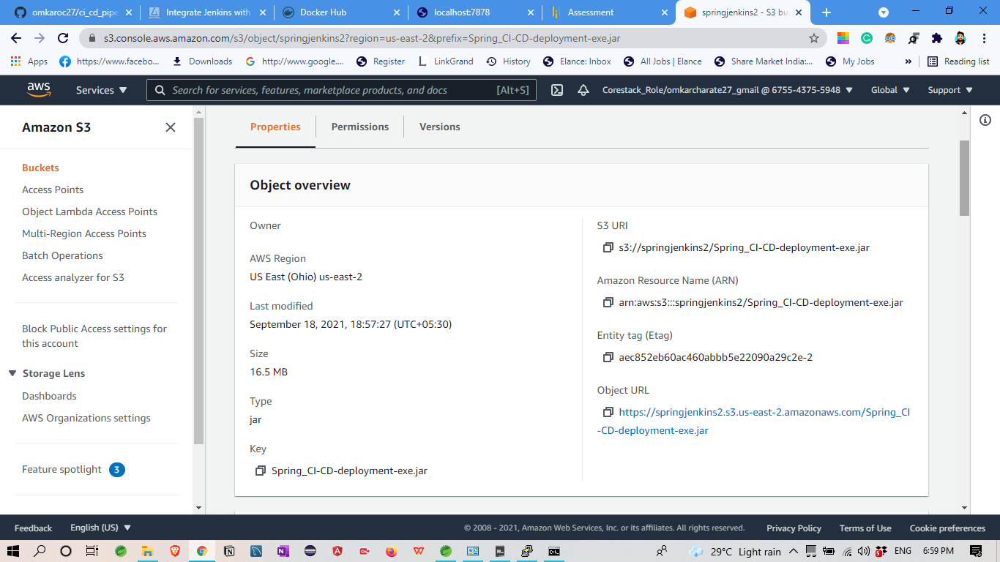 omkaroc27/ci_cd_pipe
Integrate Jenkins with
Docker Hub
localhost:7878
Assessment
springjenkins2 - S3 bu
s3.console.aws.amazon.com/s3/object/springjenkins2?region=us-east-2&prefix=Spring_CI-CD-deployment-exe.jar
Apps
https://www.facebo...
Downloads
http://www.google....
Register
LinkGrand
History
Elance: Inbox
All Jobs | Elance
Share Market India:...
My Jobs
»
Reading list
aws
Services
Search for services, features, marketplace products, and docs
[Alt+S]
Corestack_Role/omkarcharate27_gmail @ 6755-4375-5948
Global
Support
Amazon S3
Buckets
Access Points
Object Lambda Access Points
Multi-Region Access Points
Batch Operations
Access analyzer for S3
Block Public Access settings for
this account
Storage Lens
Dashboards
AWS Organizations settings
Feature spotlight 3
Properties
Permissions
Versions
Object overview
Owner
AWS Region
US East (Ohio) us-east-2
Last modified
September 18, 2021, 18:57:27 (UTC+05:30)
Size
16.5 MB
Type
jar
Key
Spring_CI-CD-deployment-exe.jar
S3 URI
s3://springjenkins2/Spring_CI-CD-deployment-exe.jar
Amazon Resource Name (ARN)
arn:aws:s3:::springjenkins2/Spring_CI-CD-deployment-exe.jar
Entity tag (Etag)
aec852eb60ac460abbb5e22090a29c2e-2
Object URL
https://springjenkins2.s3.us-east-2.amazonaws.com/Spring_CI
-CD-deployment-exe.jar
Feedback
English (US)
© 2008 - 2021, Amazon Web Services, Inc. or its affiliates. All rights reserved.
Privacy Policy
Terms of Use
Cookie preferences
29°C Light rain
ENG
6:59 PM